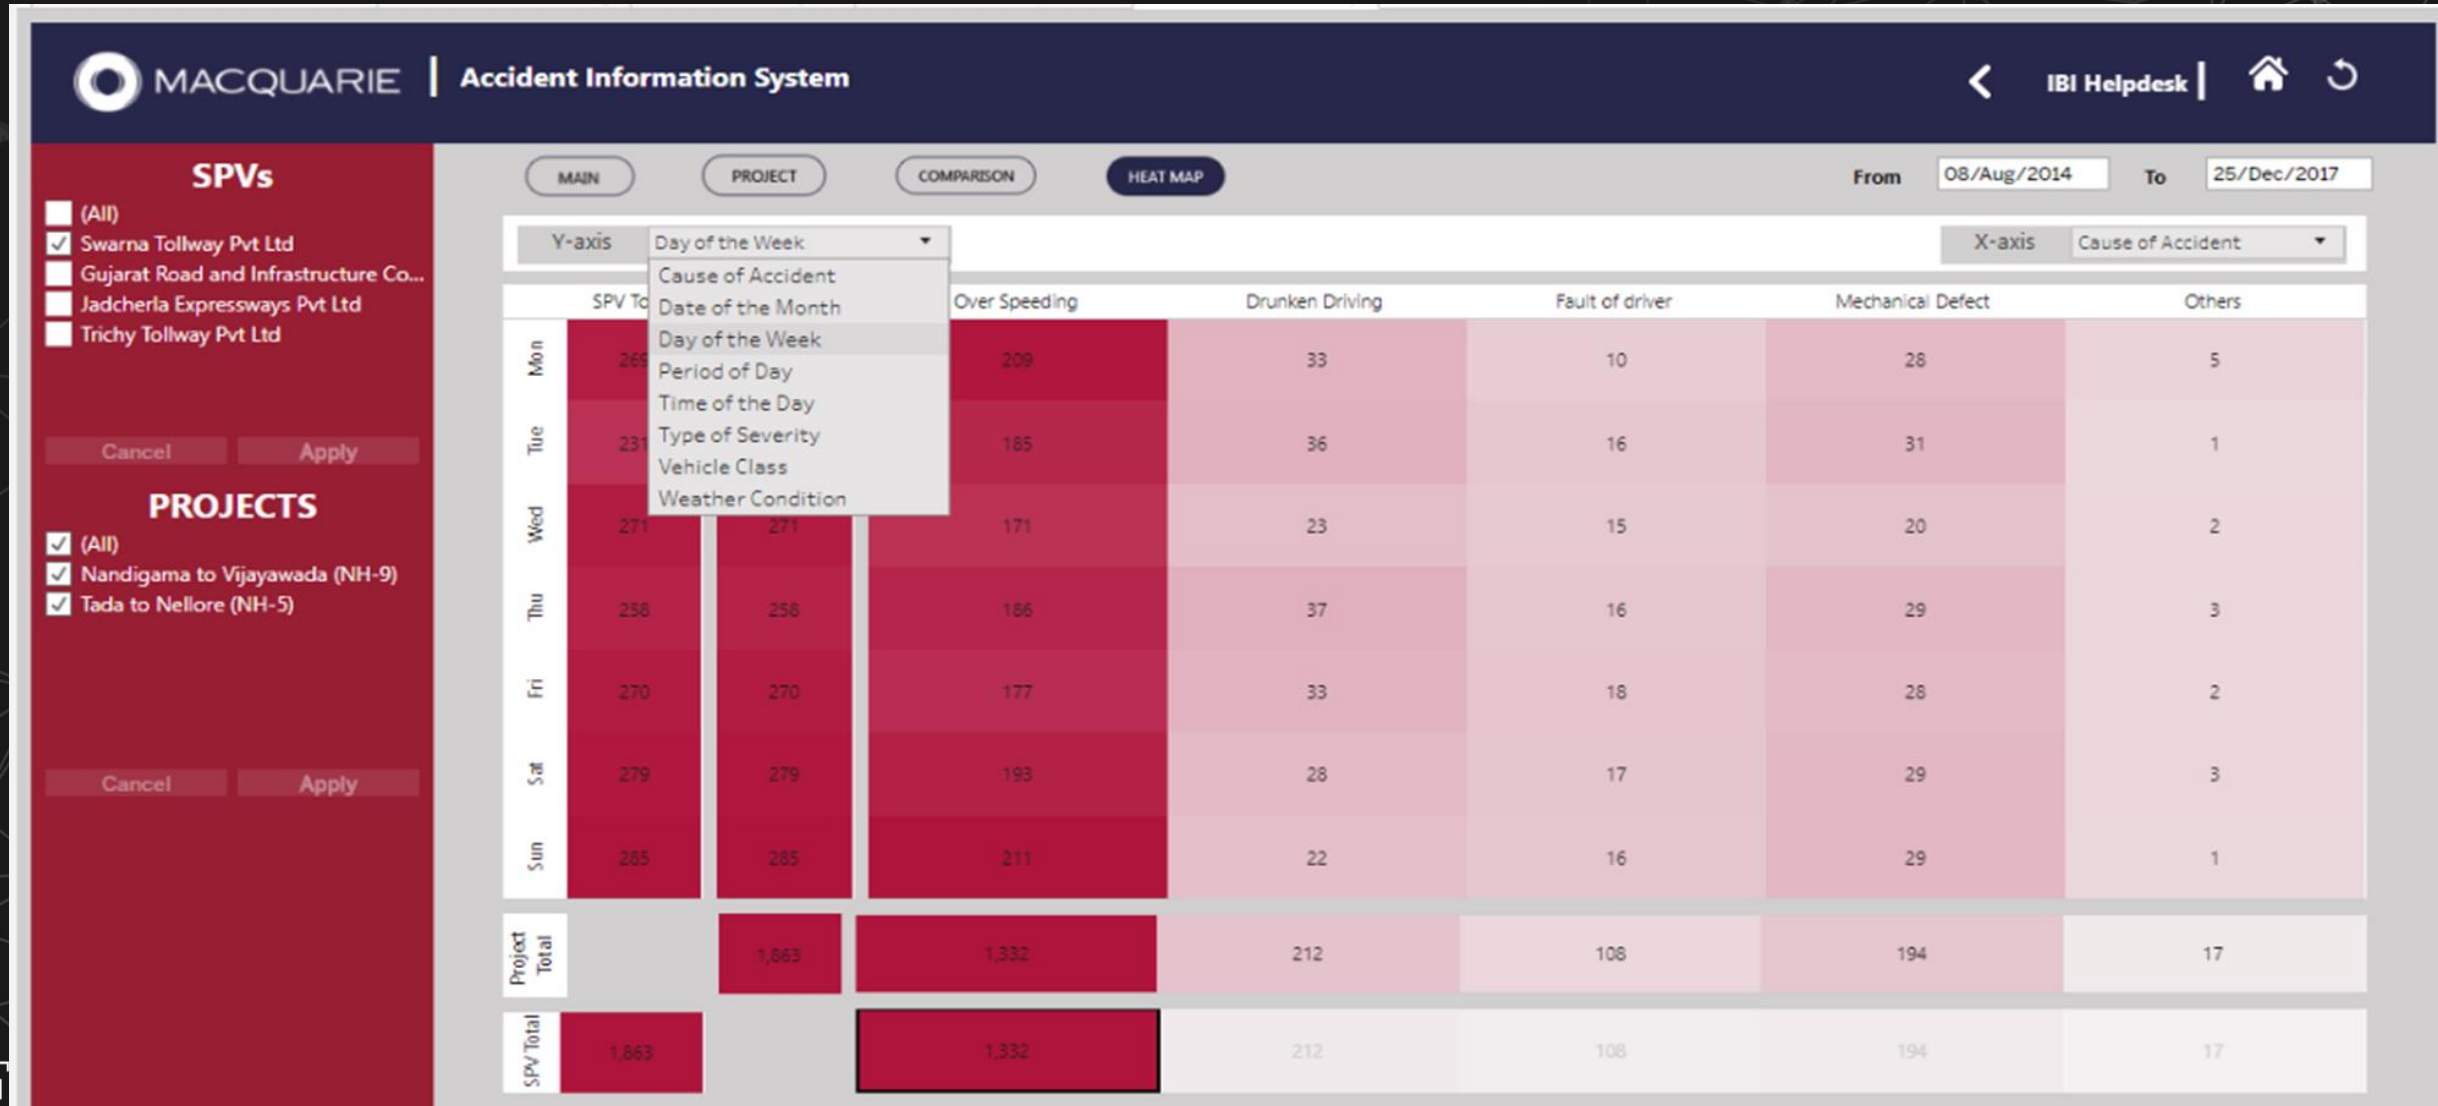 MACQUARIE | Accident Information System
IBI Helpdesk |
SPVs
(All)
Swarna Tollway Pvt Ltd
Gujarat Road and Infrastructure Co...
Jadcherla Expressways Pvt Ltd
Trichy Tollway Pvt Ltd
Cancel Apply
PROJECTS
(All)
Nandigama to Vijayawada (NH-9)
Tada to Nellore (NH-5)
Cancel Apply
MAIN PROJECT COMPARISON HEAT MAP
From 08/Aug/2014 To 25/Dec/2017
Y-axis Day of the Week
X-axis Cause of Accident
Cause of Accident
Date of the Month
Day of the Week
Period of Day
Time of the Day
Type of Severity
Vehicle Class
Weather Condition
SPV Over Speeding Drunken Driving Fault of driver Mechanical Defect Others
Mon 209 33 10 28 5
Tue 231 185 36 16 31 1
Wed 271 271 171 23 15 20 2
Thu 258 258 186 37 16 29 3
Fri 270 270 177 33 18 28 2
Sat 279 279 193 28 17 29 3
Sun 285 285 211 22 16 29 1
Project
Total
1,863 1,332 212 108 194 17
SPV Total 1,863 1,332 212 108 194 17